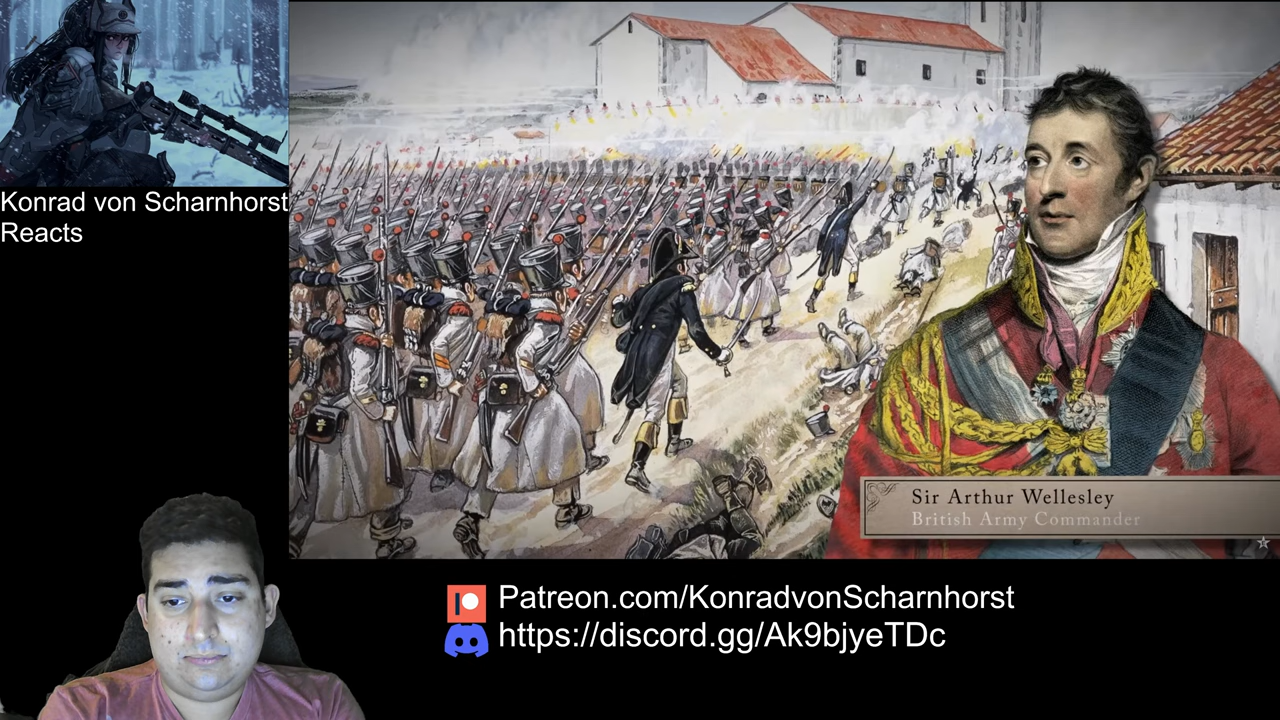 Konrad von Scharnhorst
Reacts
Sir Arthur Wellesley
British Army Commander
Patreon.com/KonradvonScharnhorst
https://discord.gg/Ak9bjyeTDc